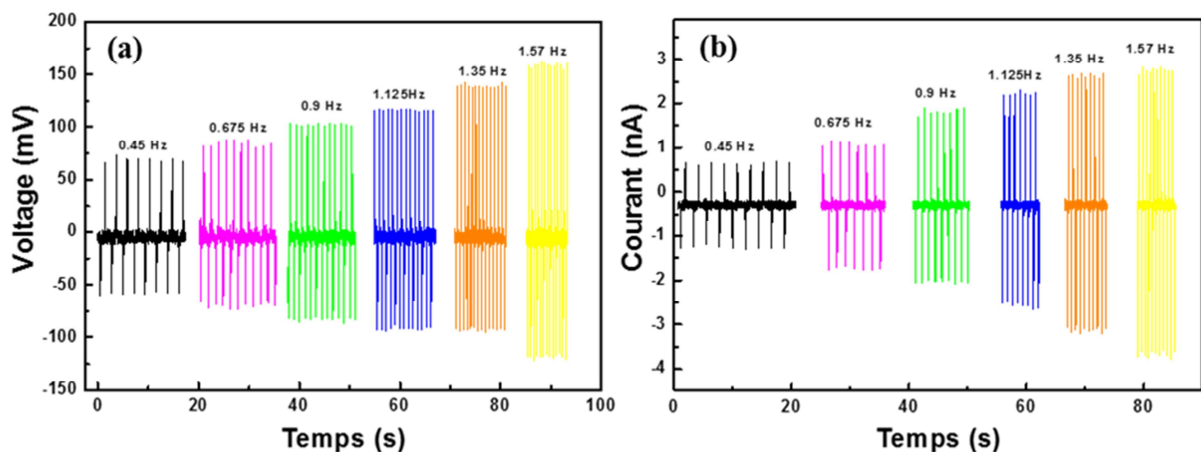 (a)
Voltage (mV)
200
150
100
50
0
-50
-100
-150
0.45 Hz
0.675 Hz
0.9 Hz
1.125Hz
1.35 Hz
1.57 Hz
0
20
40
60
80
100
Temps (s)
(b)
Courant (nA)
3
2
1
0
-1
-2
-3
-4
0.45 Hz
0.675 Hz
0.9 Hz
1.125Hz
1.35 Hz
1.57 Hz
0
20
40
60
80
Temps (s)